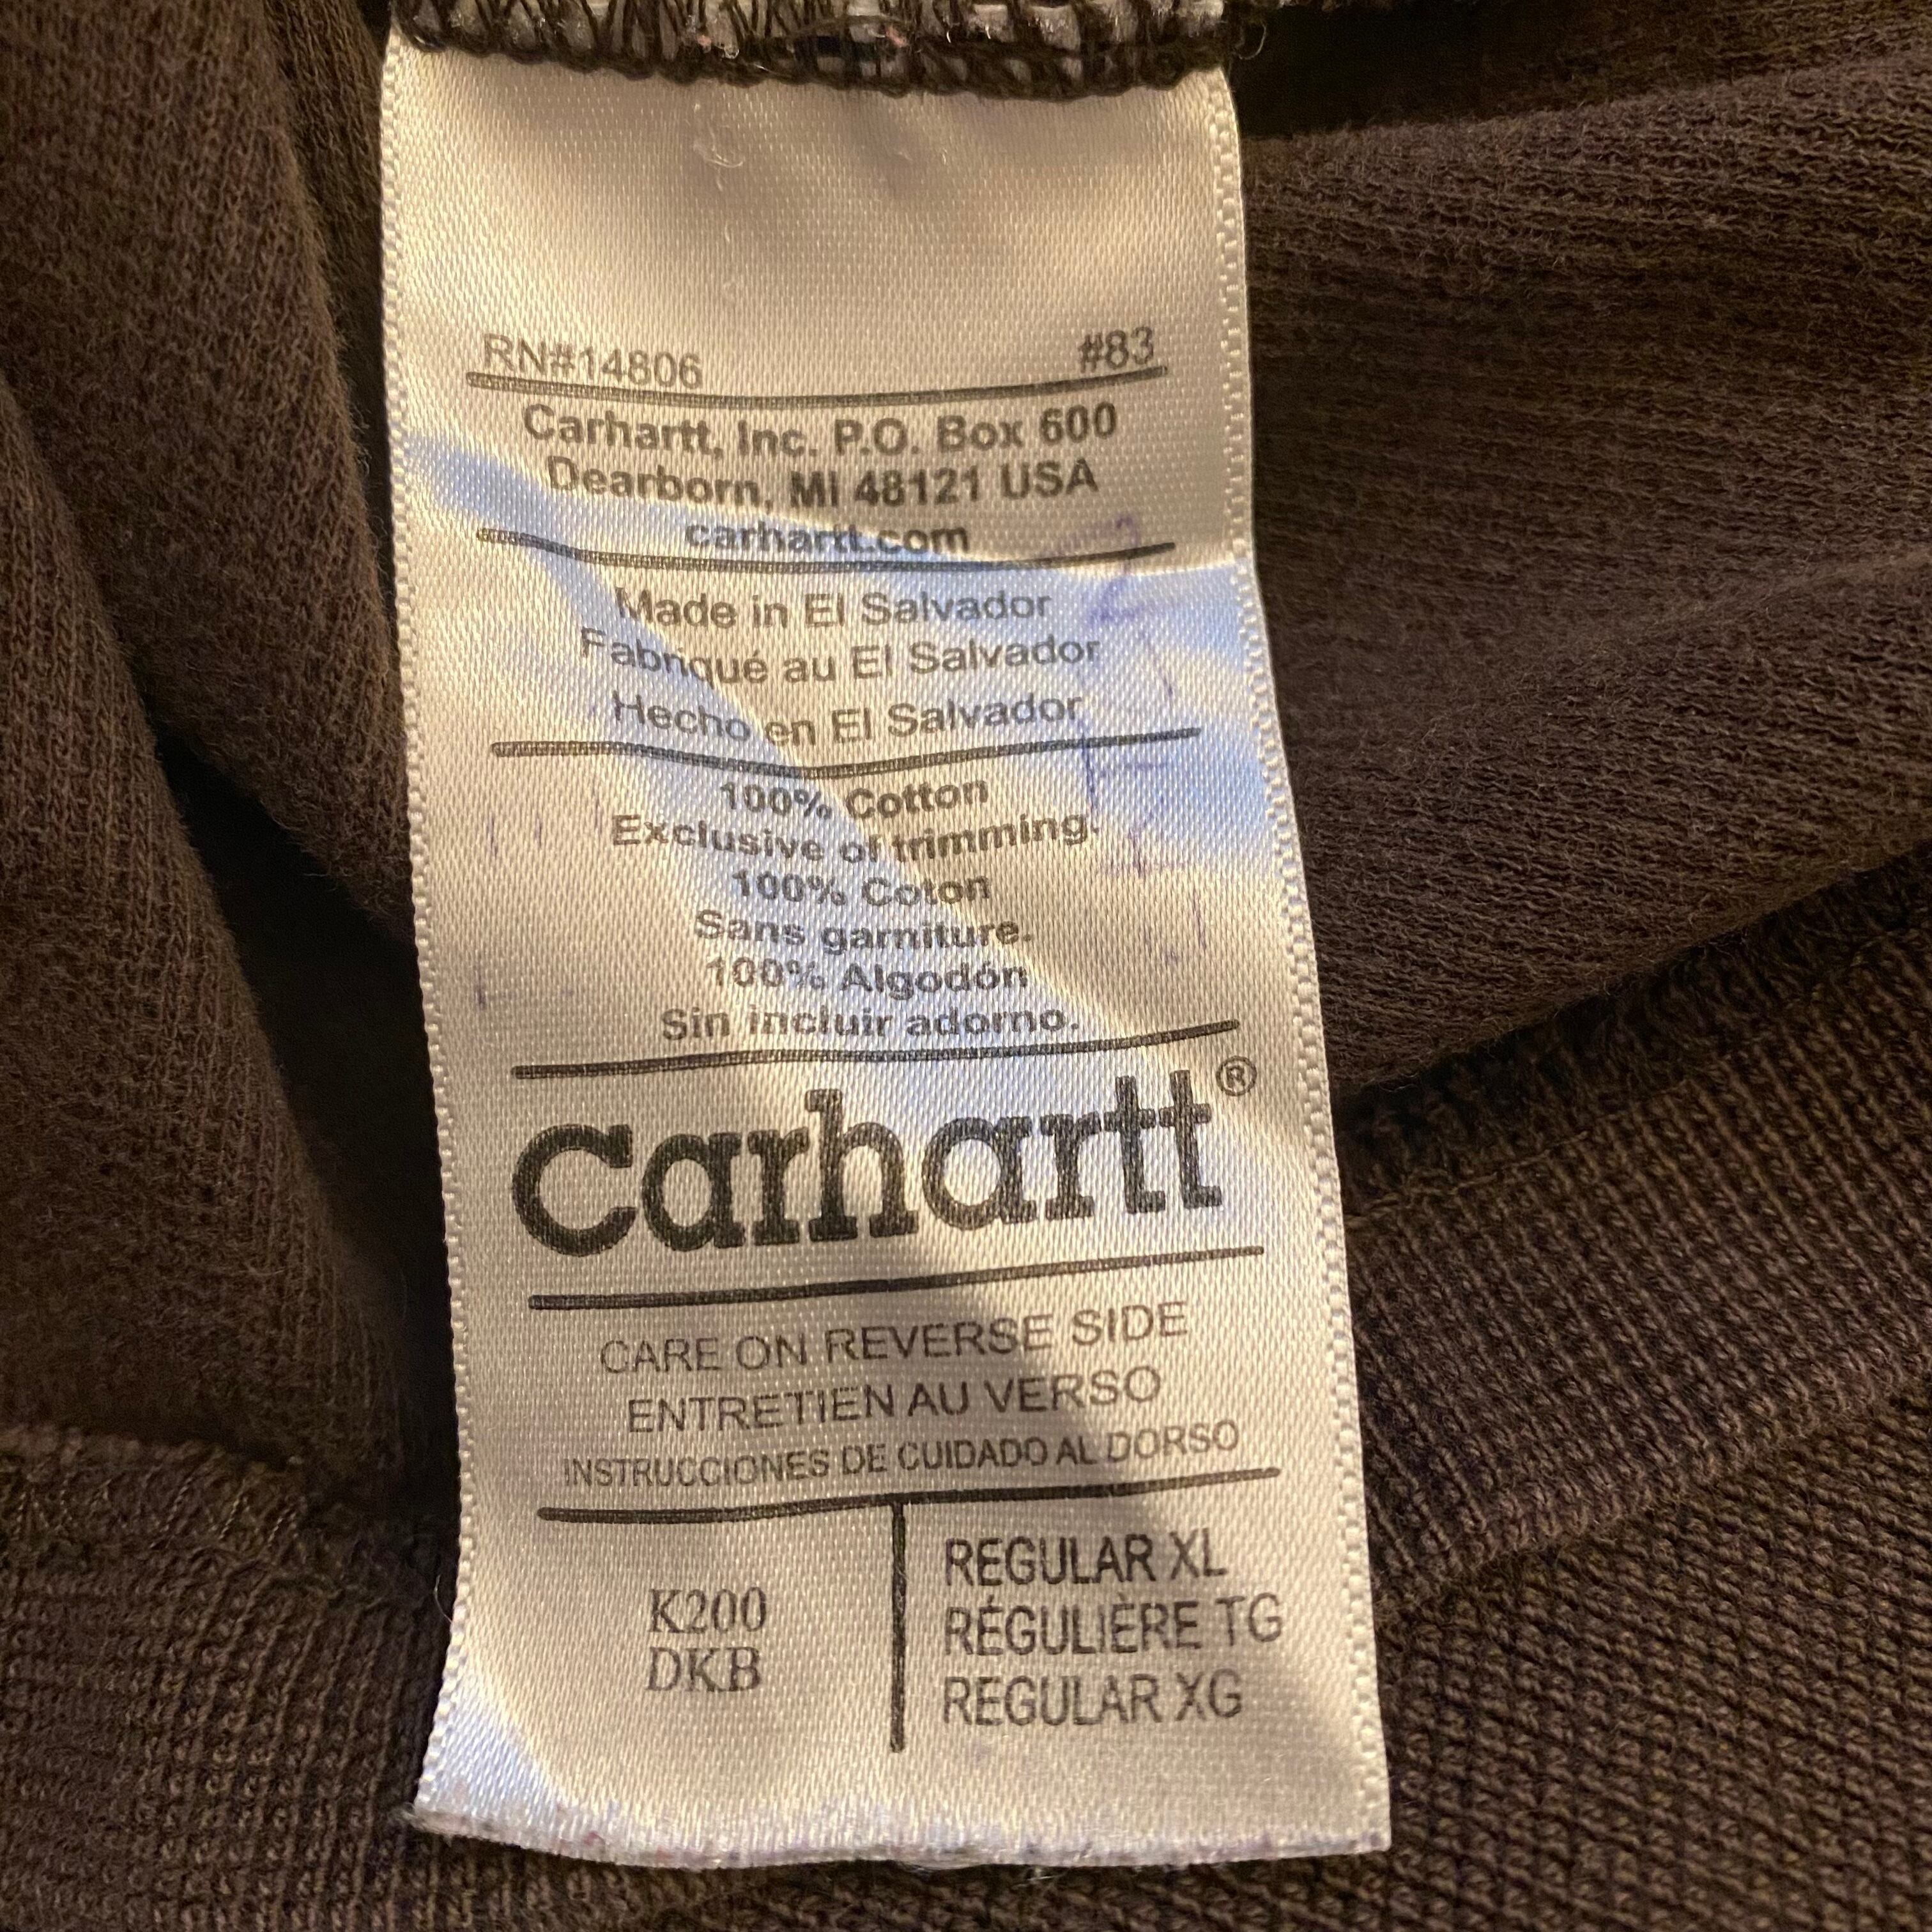 RN#14806 #83
Carhartt, Inc. P.O. Box 600
Dearborn, MI 48121 USA
carhartt.com
Made in El Salvador
Fabriqué au El Salvador
Hecho en El Salvador
100% Cotton
Exclusive of trimming.
100% Coton
Sans garniture.
100% Algodón
Sin incluir adorno.
carhartt®
CARE ON REVERSE SIDE
ENTRETIEN AU VERSO
INSTRUCCIONES DE CUIDADO AL DORSO
K200
DKB
REGULAR XL
RÉGULIÈRE TG
REGULAR XG